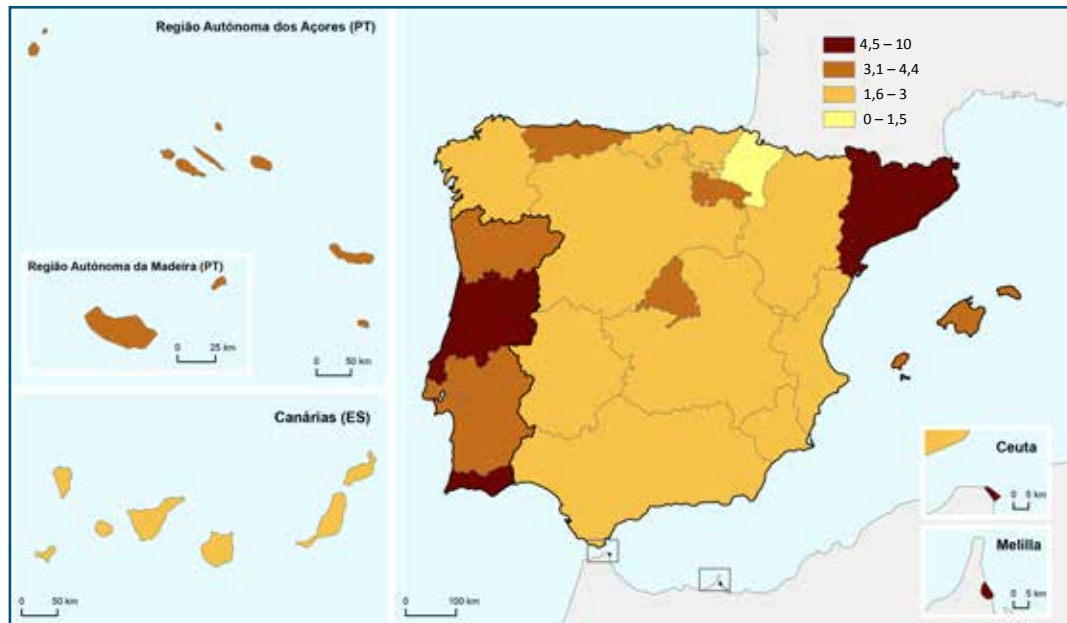 Região Autónoma dos Açores (PT)
Região Autónoma da Madeira (PT)
0 25 km
0 50 km
Canárias (ES)
0 50 km
4,5 – 10
3,1 – 4,4
1,6 – 3
0 – 1,5
0 100 km
Ceuta
0 5 km
Melilla
0 5 km